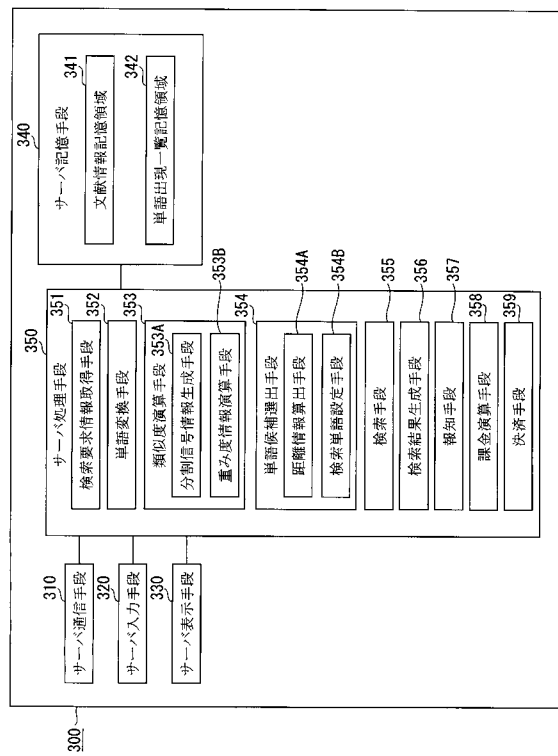 300
310
サーバ通信手段
320
サーバ入力手段
330
サーバ表示手段
350
サーバ処理手段
351
検索要求情報取得手段
352
単語変換手段
353
類似度演算手段
353A
分割信号情報生成手段
353B
重み度情報演算手段
354
単語候補選出手段
354A
距離情報算出手段
354B
検索単語設定手段
355
検索手段
356
検索結果生成手段
357
報知手段
358
課金演算手段
359
決済手段
340
サーバ記憶手段
341
文献情報記憶領域
342
単語出現一覧記憶領域